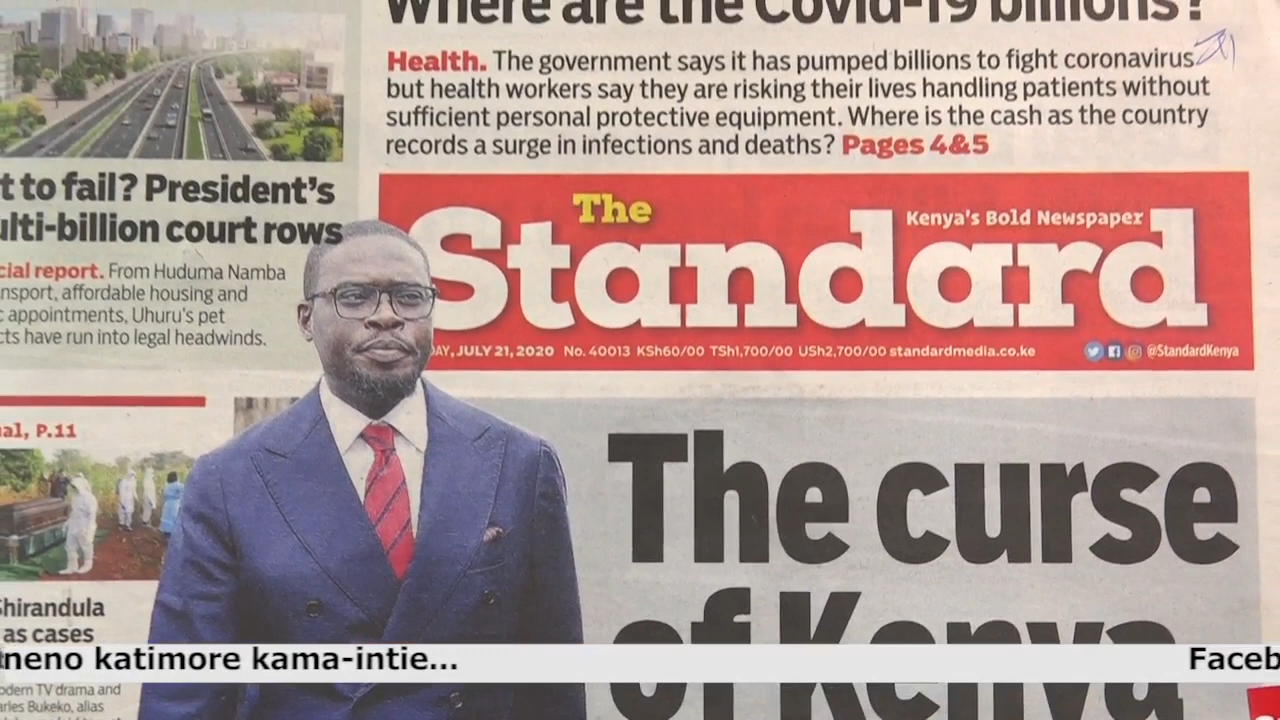 Where are the Covid-19 billions?
Health. The government says it has pumped billions to fight coronavirus
but health workers say they are risking their lives handling patients without
sufficient personal protective equipment. Where is the cash as the country
records a surge in infections and deaths? Pages 4&5
t to fail? President's
ulti-billion court rows
cial report. From Huduma Namba
nsport, affordable housing and
c appointments, Uhuru's pet
cts have run into legal headwinds.
The
Standard
Kenya's Bold Newspaper
AY, JULY 21, 2020 No. 40013 KSh60/00 TSh1,700/00 USh2,700/00 standardmedia.co.ke
@StandardKenya
nal, P.11
The curse
of Kenya
Shirandula
as cases
neno katimore kama-intie...
Faceb
odern TV drama and
arles Bukeko, alias